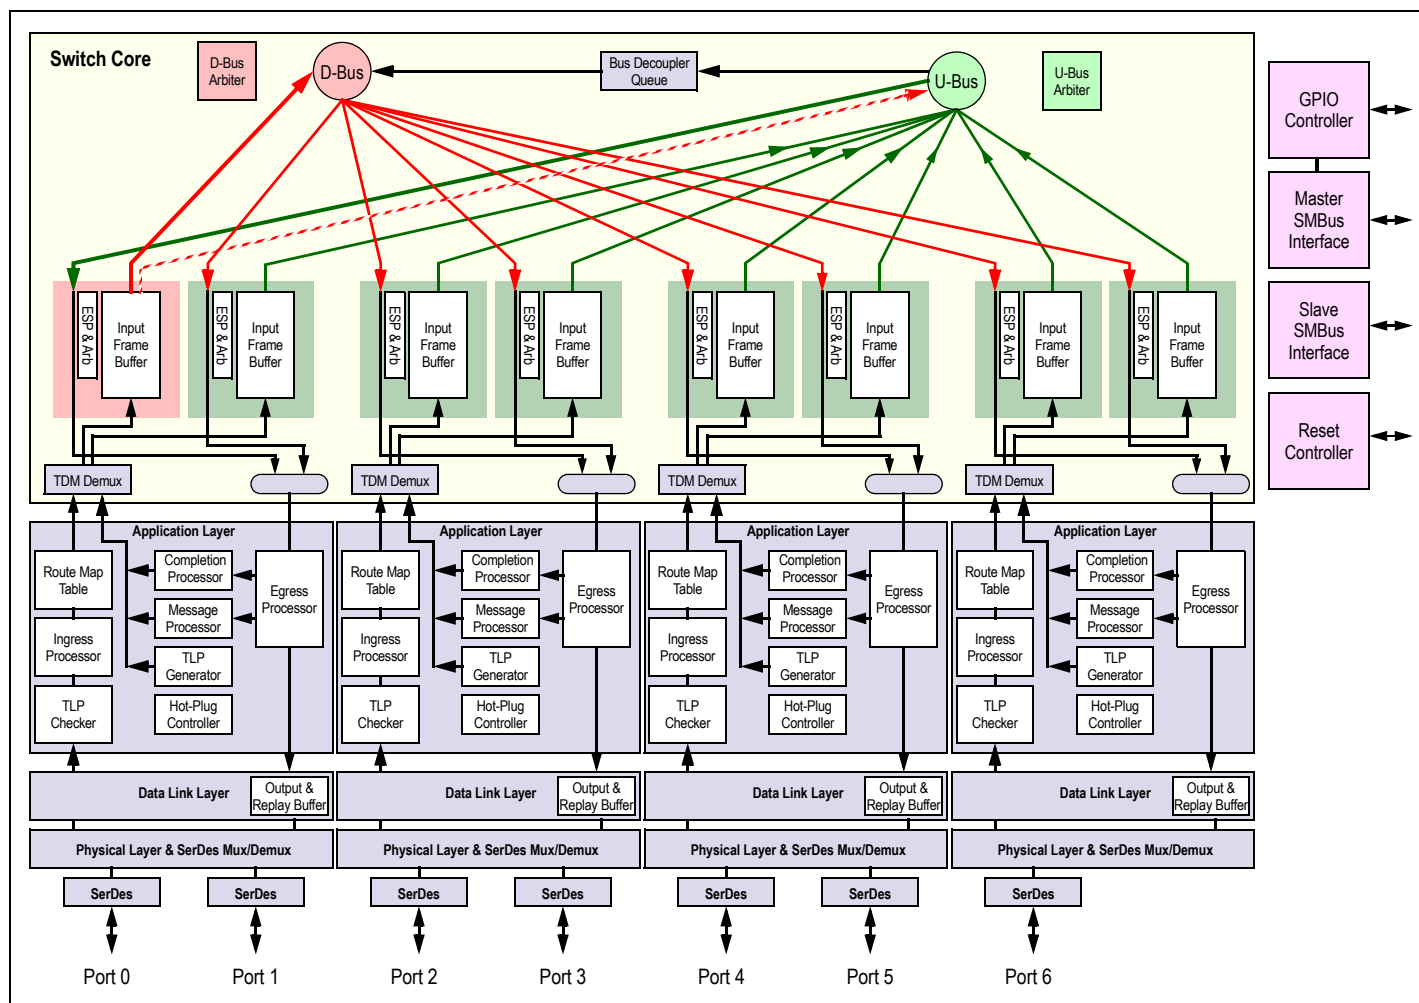 Switch Core
D-Bus
Arbiter
D-Bus
Bus Decoupler
Queue
U-Bus
U-Bus
Arbiter
GPIO
Controller
Master
SMBus
Interface
Slave
SMBus
Interface
Reset
Controller
ESP & Arb
Input
Frame
Buffer
ESP & Arb
Input
Frame
Buffer
ESP & Arb
Input
Frame
Buffer
ESP & Arb
Input
Frame
Buffer
ESP & Arb
Input
Frame
Buffer
ESP & Arb
Input
Frame
Buffer
ESP & Arb
Input
Frame
Buffer
ESP & Arb
Input
Frame
Buffer
TDM Demux
TDM Demux
TDM Demux
TDM Demux
Application Layer
Route Map
Table
Ingress
Processor
TLP
Checker
Completion
Processor
Message
Processor
TLP
Generator
Hot-Plug
Controller
Egress
Processor
Application Layer
Route Map
Table
Ingress
Processor
TLP
Checker
Completion
Processor
Message
Processor
TLP
Generator
Hot-Plug
Controller
Egress
Processor
Application Layer
Route Map
Table
Ingress
Processor
TLP
Checker
Completion
Processor
Message
Processor
TLP
Generator
Hot-Plug
Controller
Egress
Processor
Application Layer
Route Map
Table
Ingress
Processor
TLP
Checker
Completion
Processor
Message
Processor
TLP
Generator
Hot-Plug
Controller
Egress
Processor
Data Link Layer
Output &
Replay Buffer
Data Link Layer
Output &
Replay Buffer
Data Link Layer
Output &
Replay Buffer
Data Link Layer
Output &
Replay Buffer
Physical Layer & SerDes Mux/Demux
Physical Layer & SerDes Mux/Demux
Physical Layer & SerDes Mux/Demux
Physical Layer & SerDes Mux/Demux
SerDes
SerDes
SerDes
SerDes
SerDes
SerDes
SerDes
Port 0
Port 1
Port 2
Port 3
Port 4
Port 5
Port 6